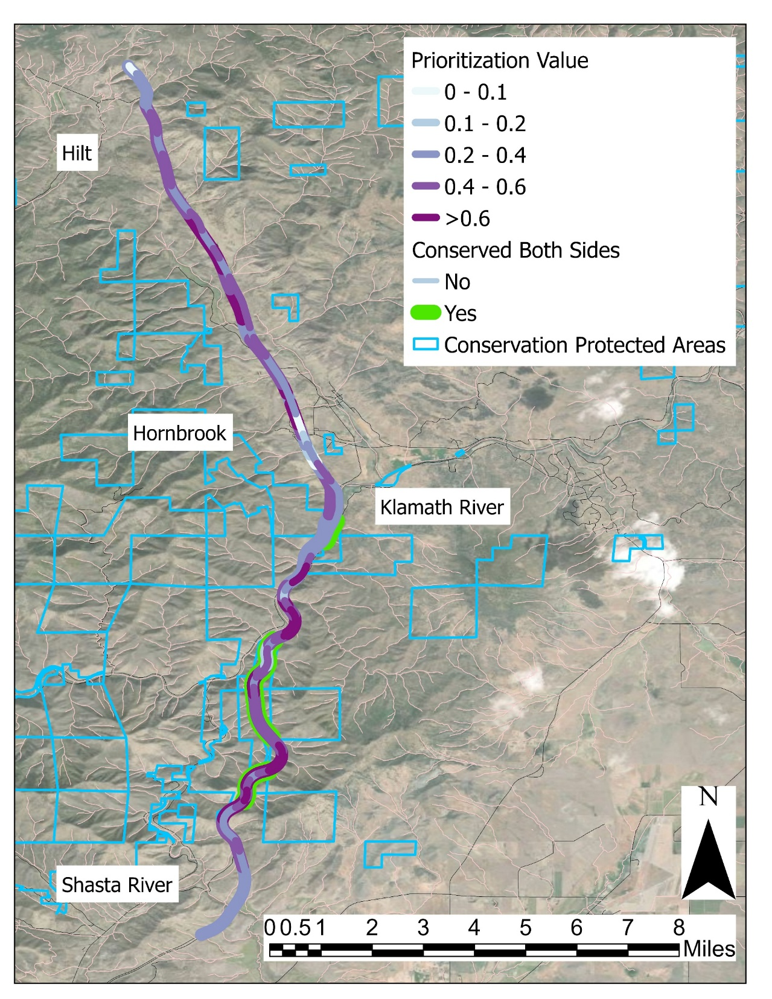 Prioritization Value
0 - 0.1
0.1 - 0.2
0.2 - 0.4
0.4 - 0.6
>0.6
Conserved Both Sides
No
Yes
Conservation Protected Areas
Hilt
Hornbrook
Klamath River
Shasta River
N
0 0.5 1 2 3 4 5 6 7 8
Miles